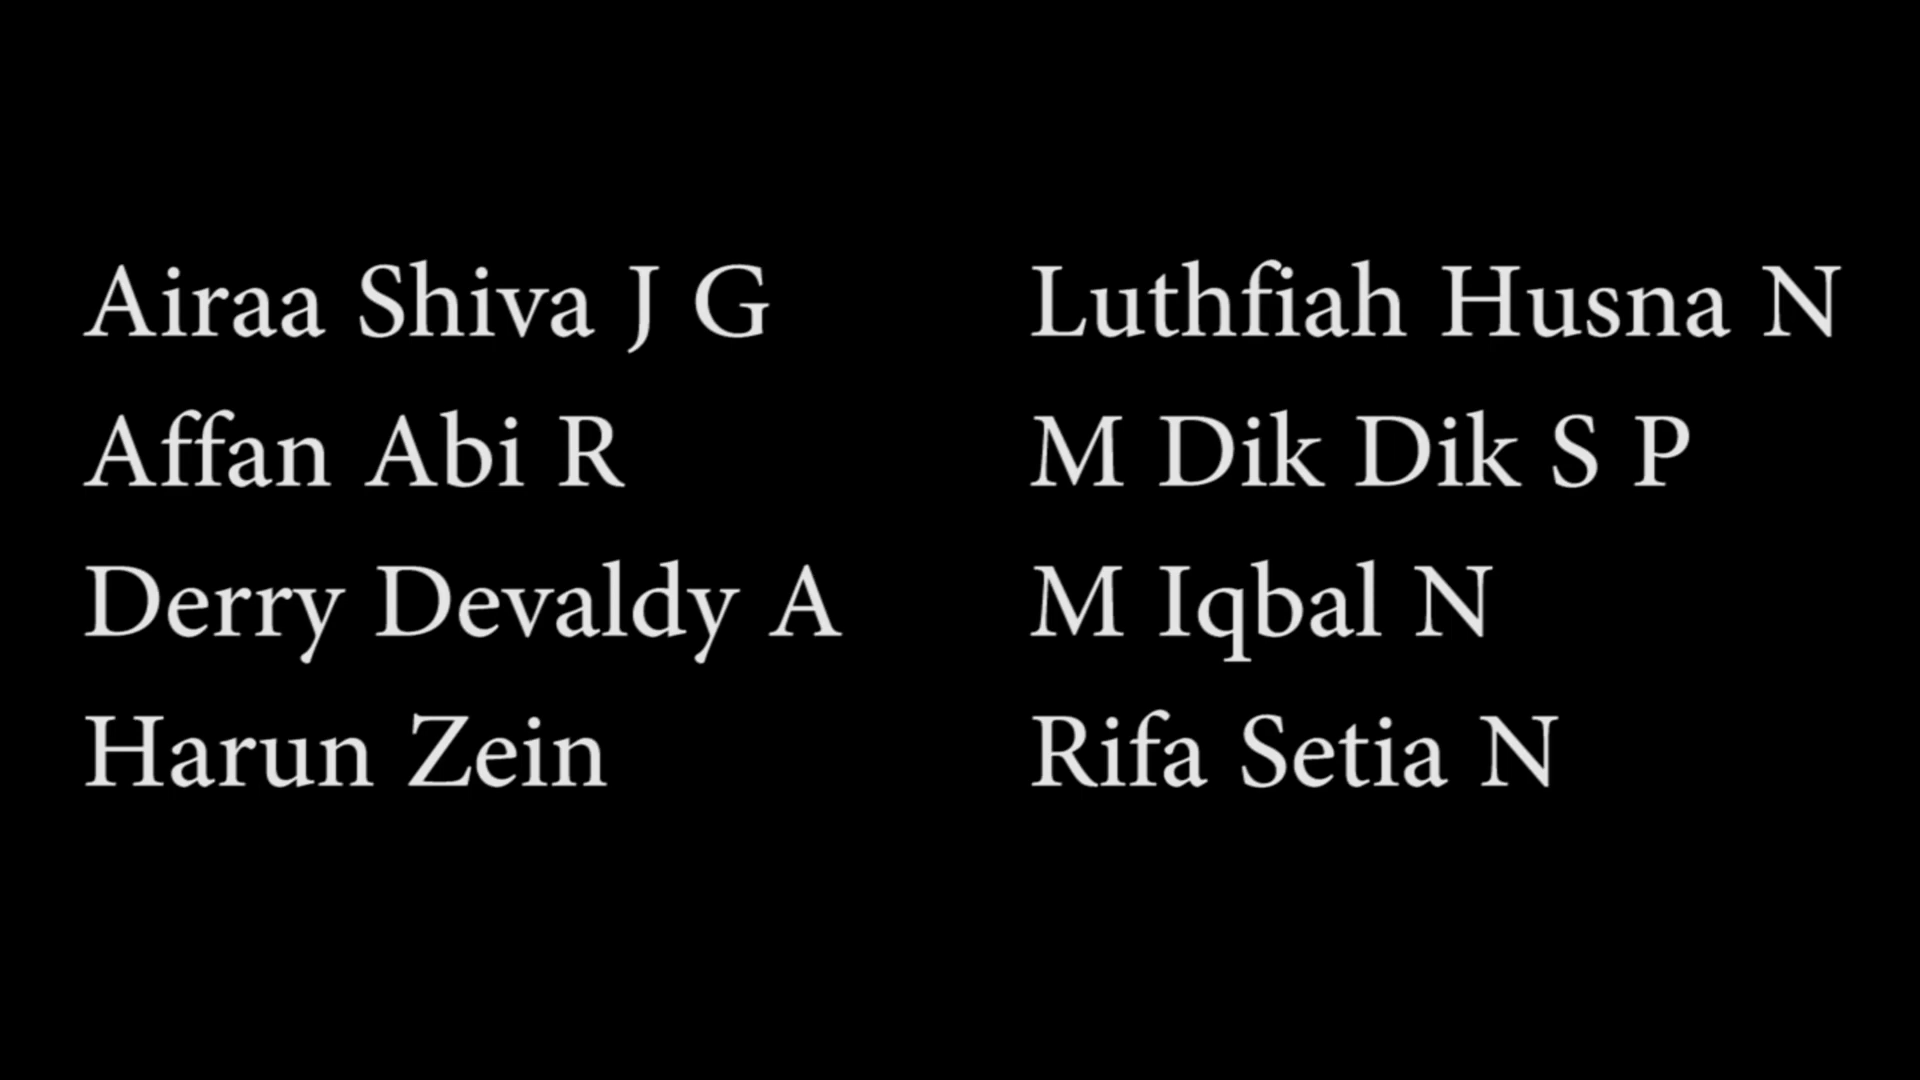 Airaa Shiva J G
Affan Abi R
Derry Devaldy A
Harun Zein
Luthfiah Husna N
M Dik Dik S P
M Iqbal N
Rifa Setia N